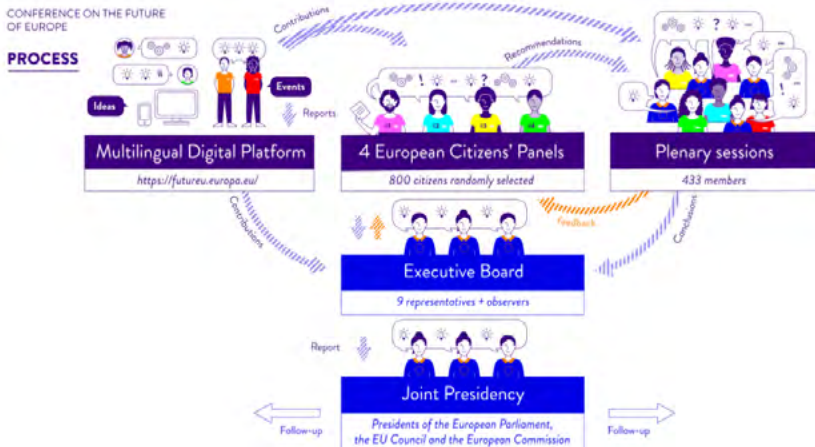 CONFERENCE ON THE FUTURE
OF EUROPE
PROCESS
Contributions
Recommendations
Ideas
Events
Reports
Multilingual Digital Platform
https://futureu.europa.eu/
4 European Citizens' Panels
800 citizens randomly selected
Plenary sessions
433 members
Contributions
Feedback
Conclusions
Executive Board
9 representatives + observers
Report
Joint Presidency
Presidents of the European Parliament,
the EU Council and the European Commission
Follow-up
Follow-up